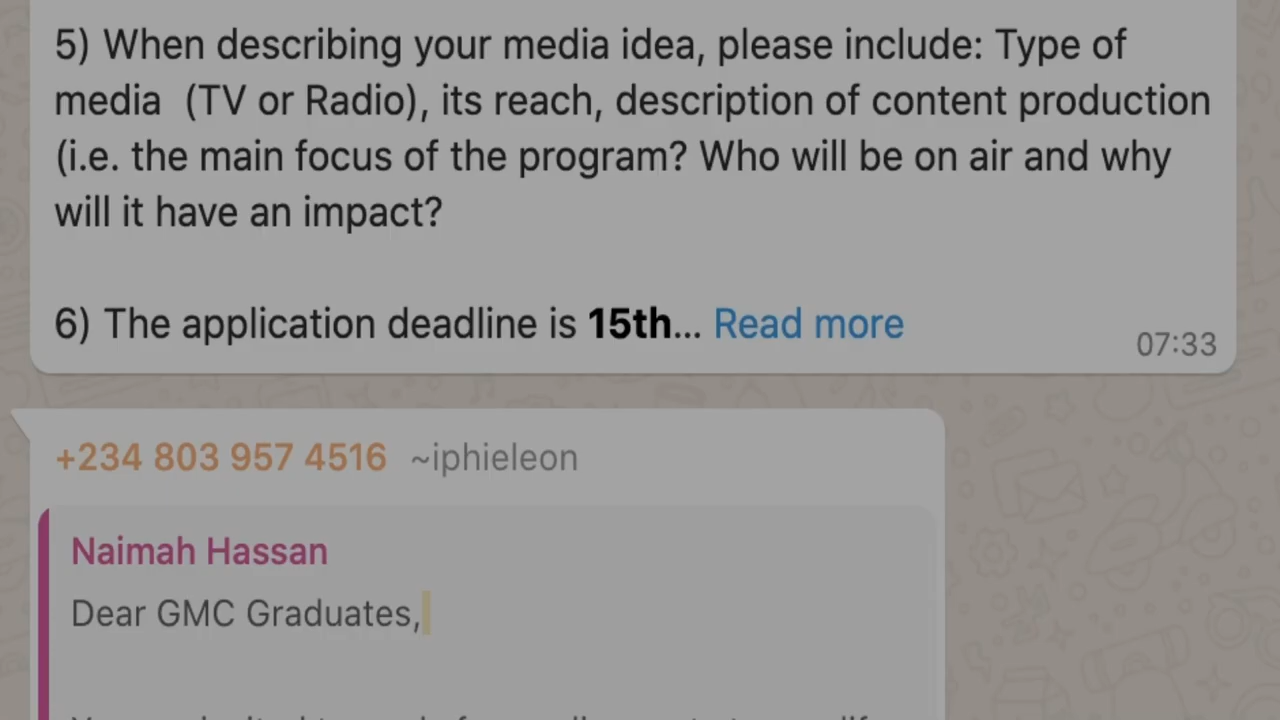 5) When describing your media idea, please include: Type of
media  (TV or Radio), its reach, description of content production
(i.e. the main focus of the program? Who will be on air and why
will it have an impact?
6) The application deadline is 15th... Read more
07:33
+234 803 957 4516 ~iphieleon
Naimah Hassan
Dear GMC Graduates,